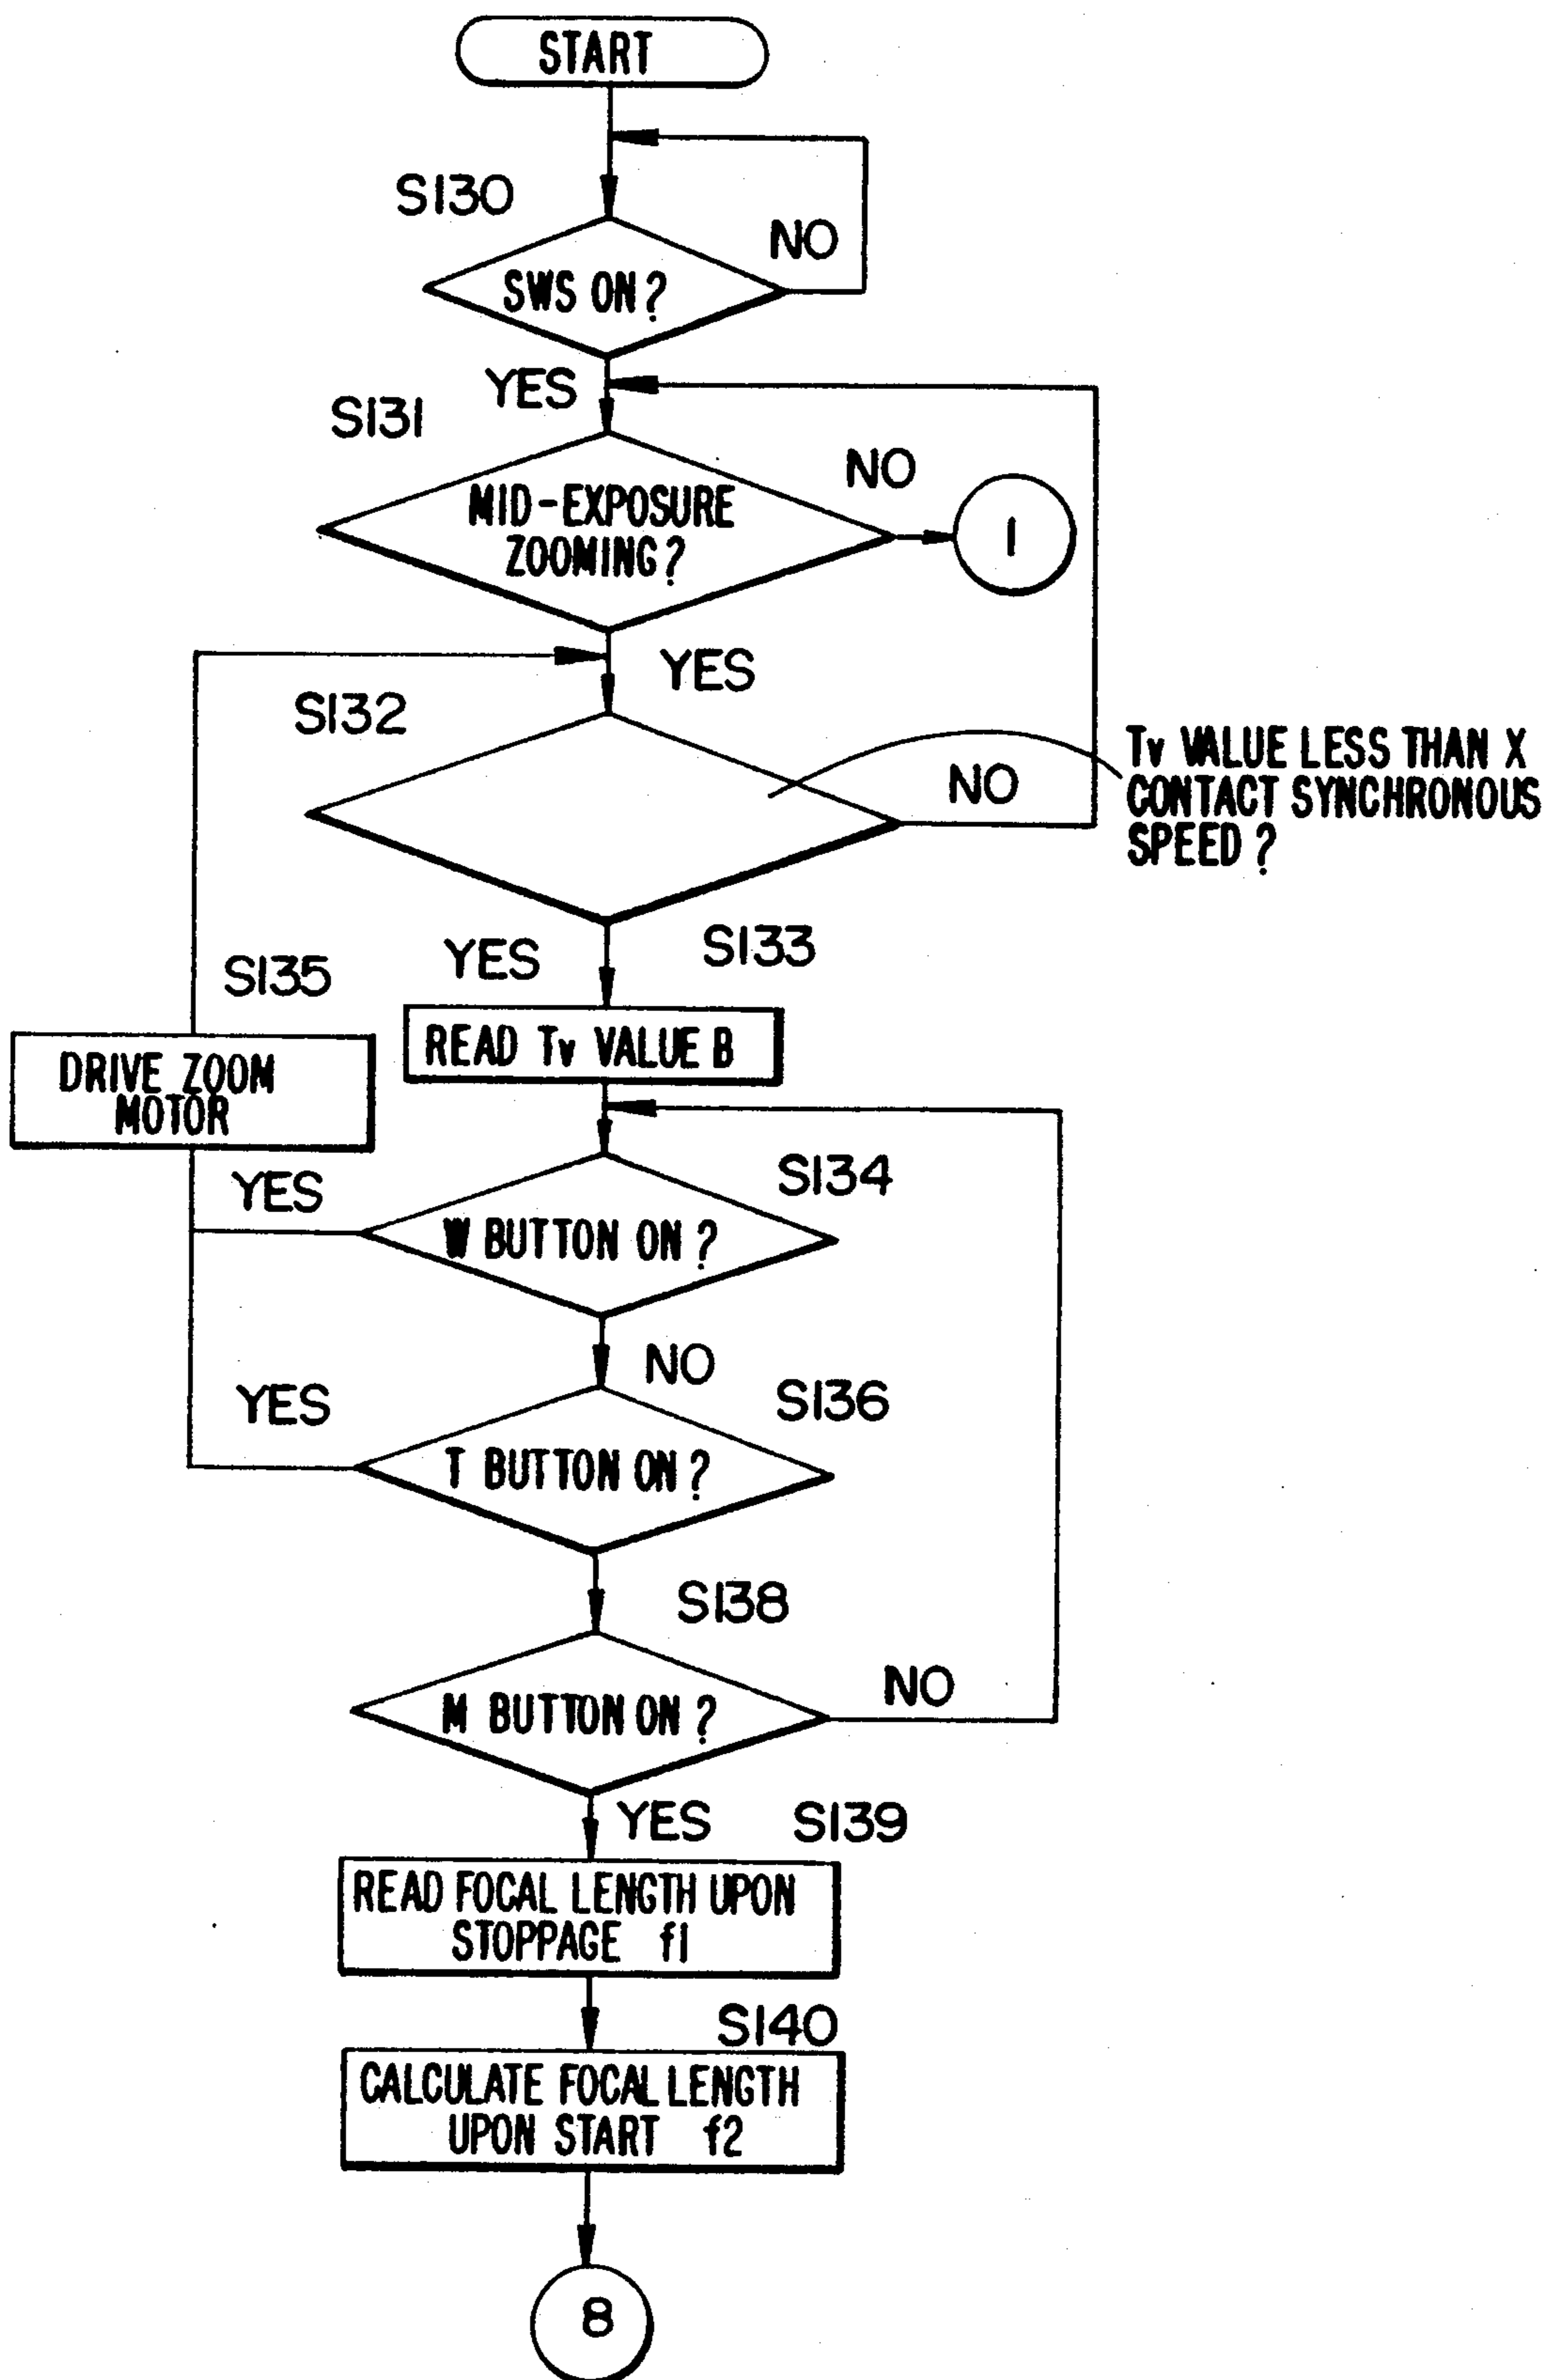 START
S130
NO
SWS ON?
YES
S131
NO
MID-EXPOSURE
ZOOMING?
1
YES
S132
NO
Tv VALUE LESS THAN X
CONTACT SYNCHRONOUS
SPEED?
YES
S133
S135
READ Tv VALUE B
DRIVE ZOOM
MOTOR
YES
S134
W BUTTON ON?
NO
YES
S136
T BUTTON ON?
S138
M BUTTON ON?
NO
YES
S139
READ FOCAL LENGTH UPON
STOPPAGE f1
S140
CALCULATE FOCAL LENGTH
UPON START f2
8